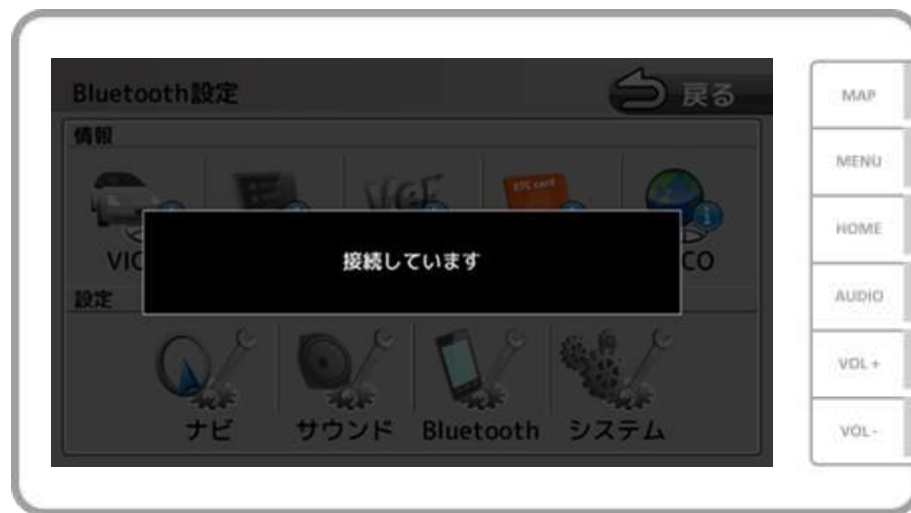 Bluetooth設定
戻る
情報
ETC card
接続しています
設定
ナビ
サウンド
Bluetooth
システム
MAP
MENU
HOME
AUDIO
VOL +
VOL -